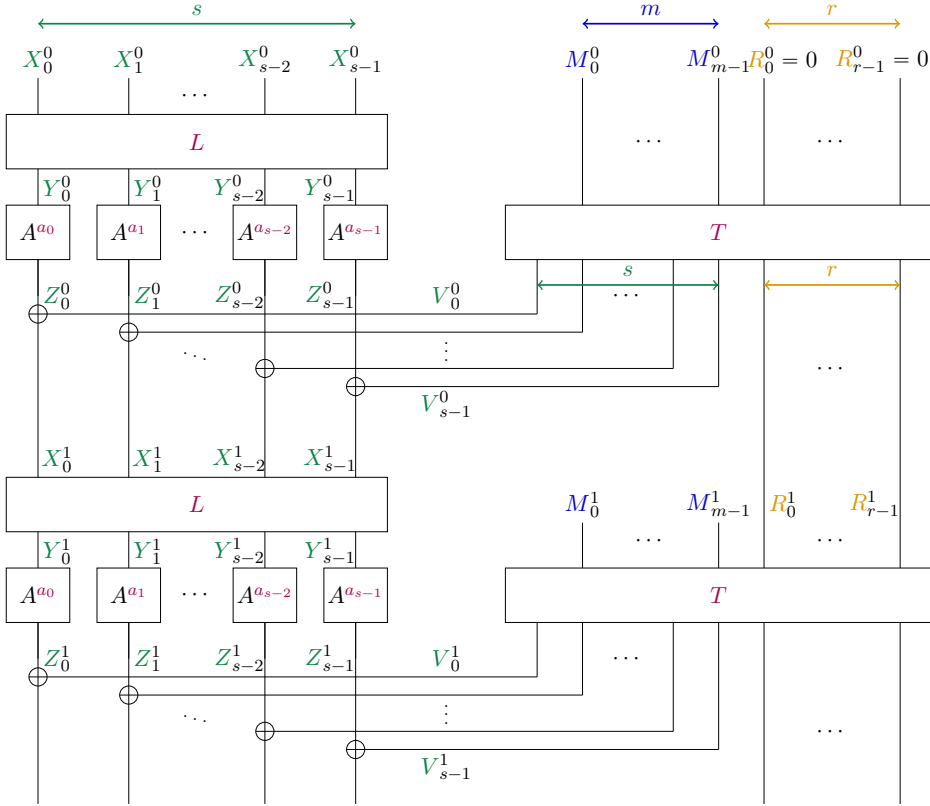 s m r
X_0^0 X_1^0 X_{s-2}^0 X_{s-1}^0 M_0^0 M_{m-1}^0 R_0^0 = 0 R_{r-1}^0 = 0
⋯ ⋯ ⋯
L
Y_0^0 Y_1^0 Y_{s-2}^0 Y_{s-1}^0
A^{a_0} A^{a_1} ⋯ A^{a_{s-2}} A^{a_{s-1}} T
s r
Z_0^0 Z_1^0 Z_{s-2}^0 Z_{s-1}^0 V_0^0 ⋯
⋱ ⋮ ⋯
V_{s-1}^0
X_0^1 X_1^1 X_{s-2}^1 X_{s-1}^1
L M_0^1 M_{m-1}^1 R_0^1 R_{r-1}^1
⋯ ⋯
Y_0^1 Y_1^1 Y_{s-2}^1 Y_{s-1}^1
A^{a_0} A^{a_1} ⋯ A^{a_{s-2}} A^{a_{s-1}} T
Z_0^1 Z_1^1 Z_{s-2}^1 Z_{s-1}^1 V_0^1 ⋯
⋱ ⋮ ⋯
V_{s-1}^1